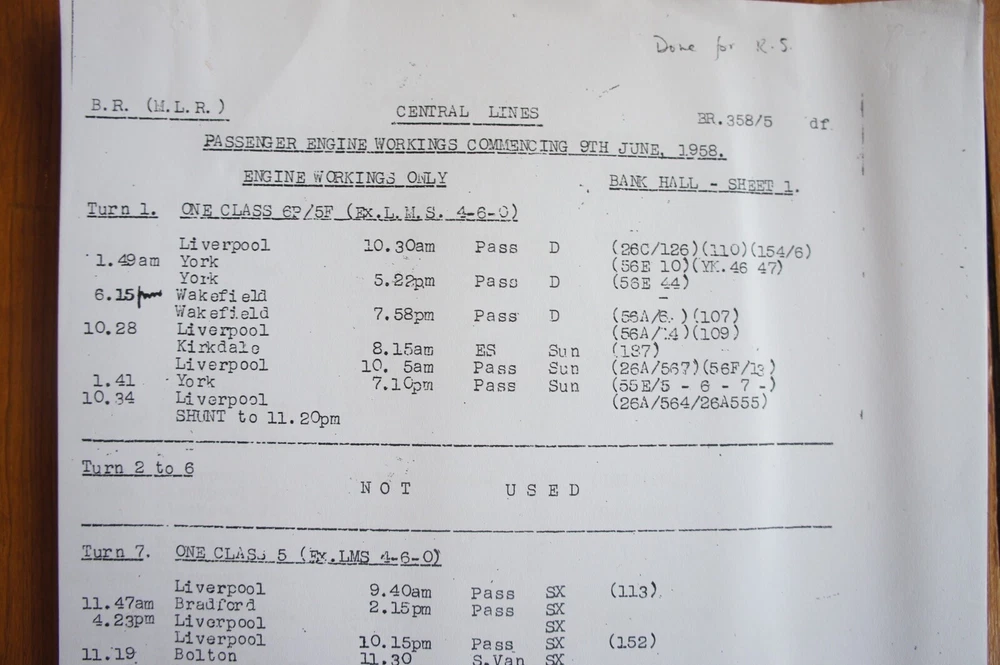 Done for R.S.
B.R. (M.L.R.) CENTRAL LINES BR.358/5 df.
PASSENGER ENGINE WORKINGS COMMENCING 9TH JUNE, 1958.
ENGINE WORKINGS ONLY BANK HALL - SHEET 1.
Turn 1. ONE CLASS 6P/5F (EX.L.M.S. 4-6-0)
Liverpool 10.30am Pass D (26C/126)(110)(154/6)
1.49am York (56E 10)(YK.46 47)
York 5.22pm Pass D (56E 44)
6.15pm Wakefield
Wakefield 7.58pm Pass D (107)
10.28 Liverpool (109)
Kirkdale 8.15am ES Sun (187)
Liverpool 10. 5am Pass Sun (26A/567)
1.41 York 7.10pm Pass Sun (55E/5 - 6 - 7 -)
10.34 Liverpool (26A/564/26A555)
SHUNT to 11.20pm
Turn 2 to 6
NOT USED
Turn 7. ONE CLASS 5 (EX.LMS 4-6-0)
Liverpool 9.40am Pass SX (113).
11.47am Bradford 2.15pm Pass SX
4.23pm Liverpool SX
Liverpool 10.15pm Pass SX (152)
11.19 Bolton 11.30 S.Van SX